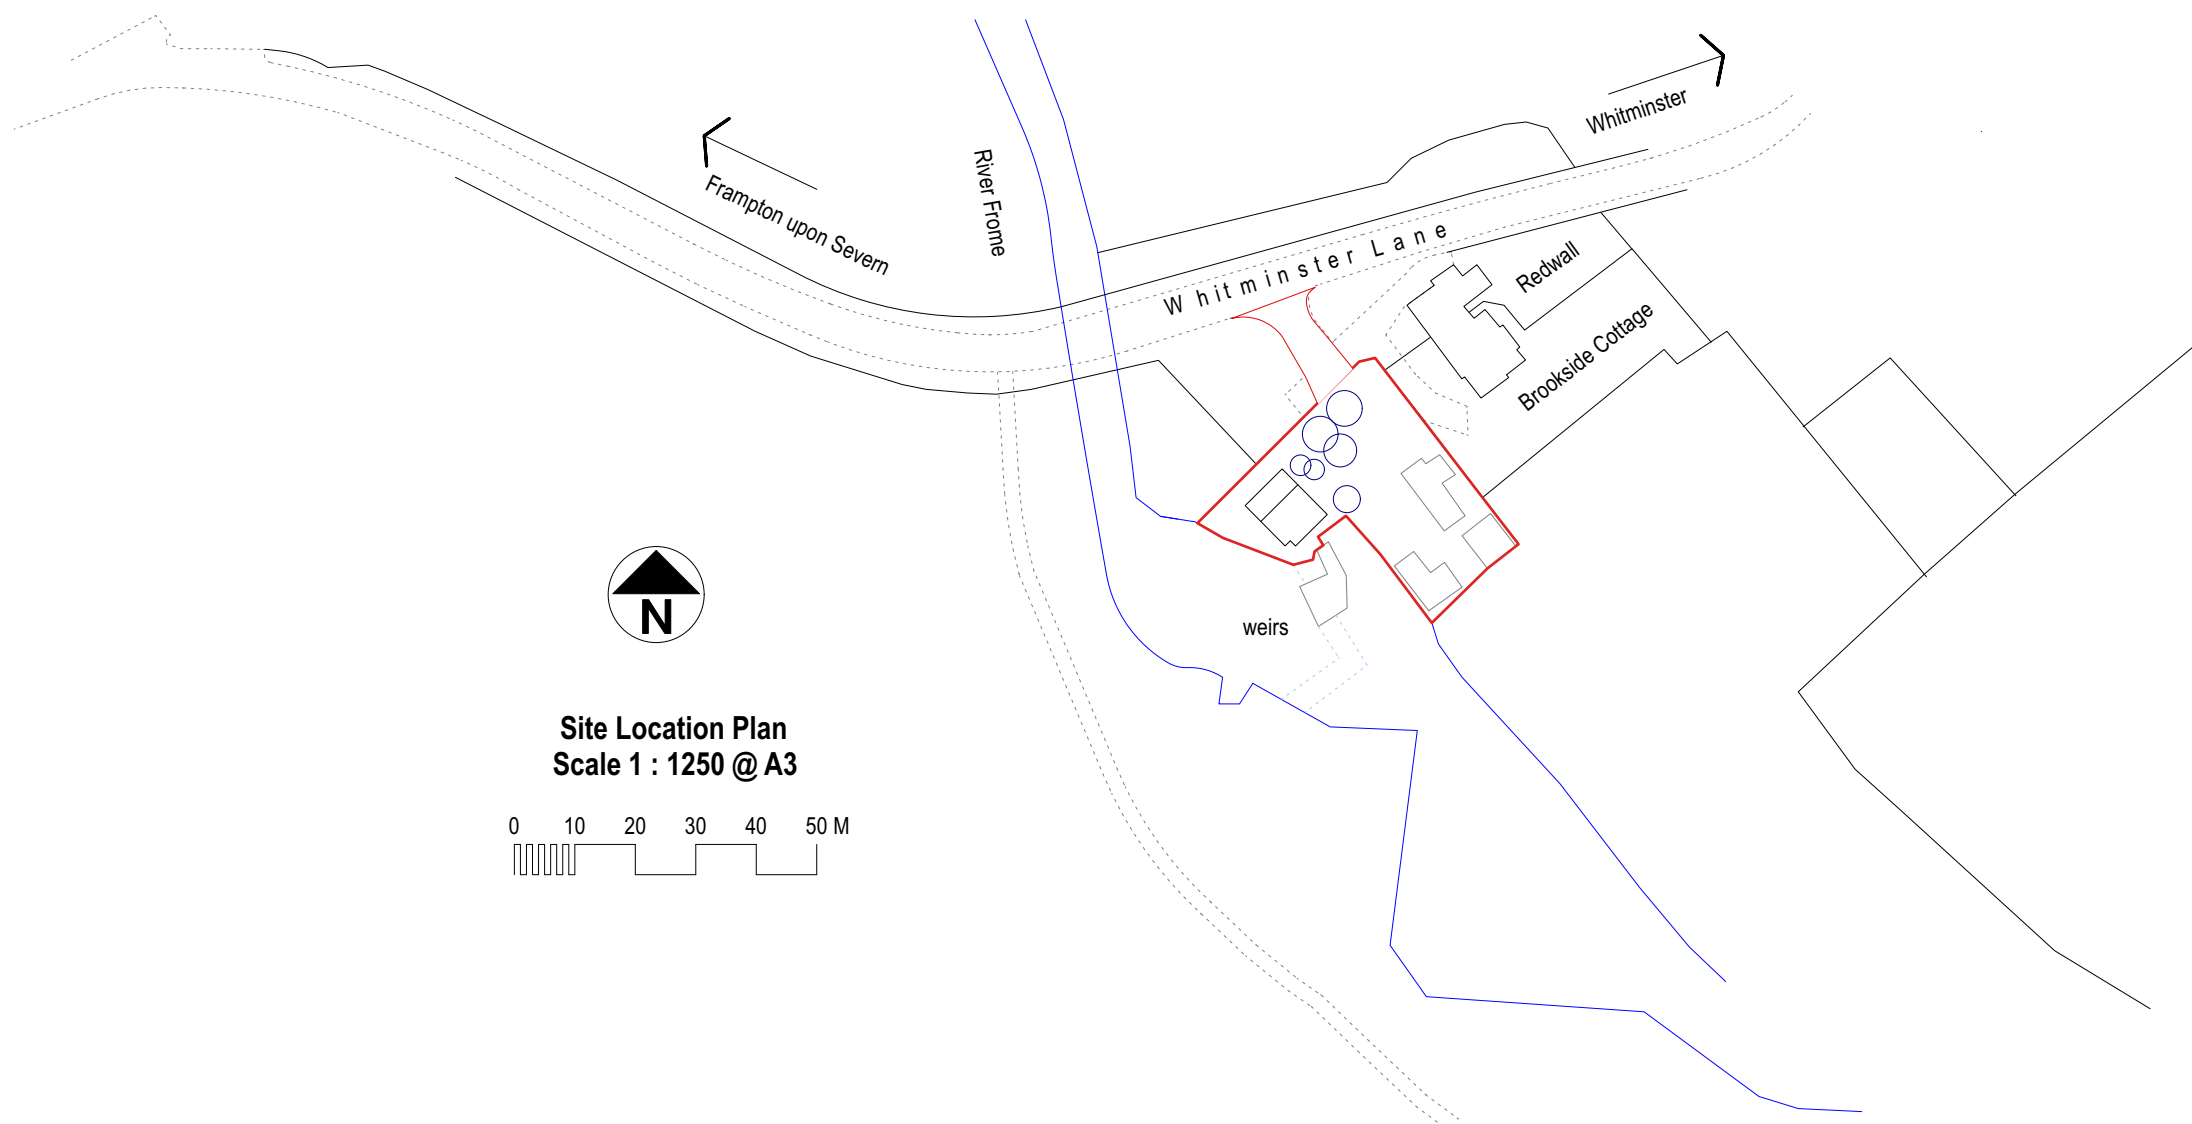 Whitminster
Frampton upon Severn
River Frome
Whitminster Lane
Redwall
Brookside Cottage
weirs
N
Site Location Plan
Scale 1 : 1250 @ A3
0 10 20 30 40 50 M